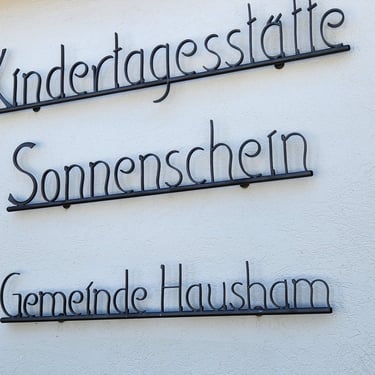 Kindertagesstätte
Sonnenschein
Gemeinde Hausham